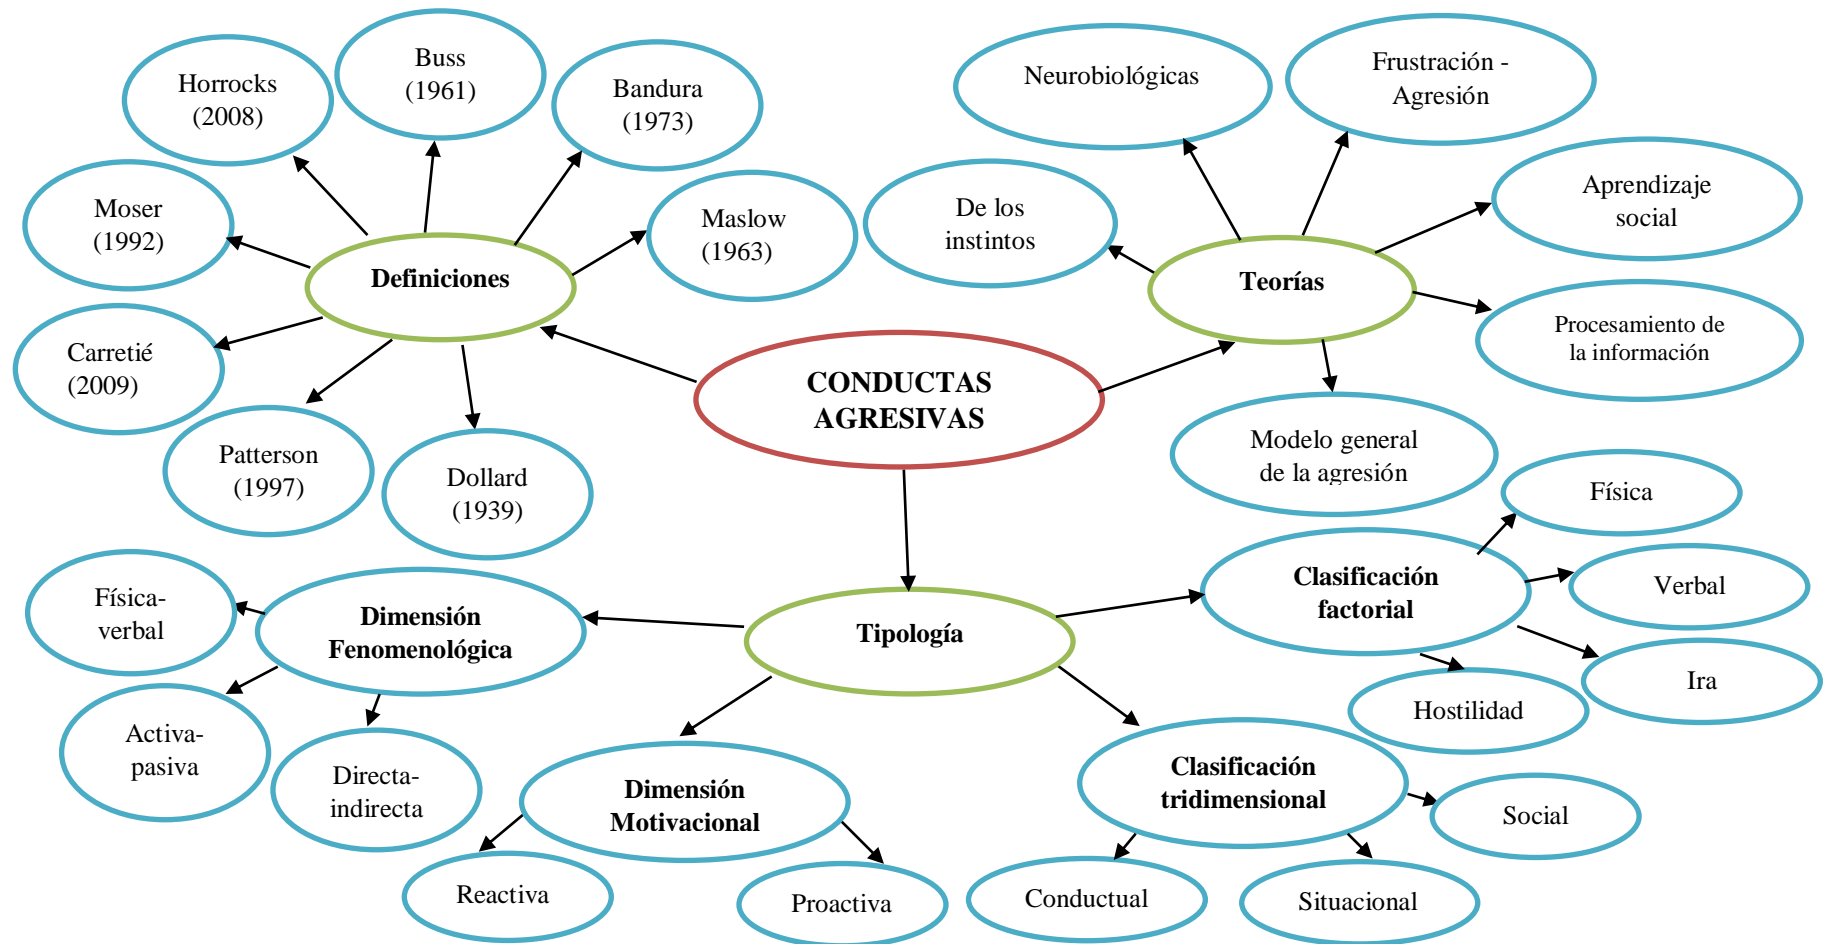 Horrocks
(2008)
Buss
(1961)
Bandura
(1973)
Moser
(1992)
Maslow
(1963)
Definiciones
Carretié
(2009)
Patterson
(1997)
Dollard
(1939)
Neurobiológicas
Frustración -
Agresión
De los
instintos
Aprendizaje
social
Teorías
Procesamiento de
la información
Modelo general
de la agresión
CONDUCTAS
AGRESIVAS
Tipología
Dimensión
Fenomenológica
Física-
verbal
Activa-
pasiva
Directa-
indirecta
Dimensión
Motivacional
Reactiva
Proactiva
Clasificación
tridimensional
Conductual
Situacional
Social
Clasificación
factorial
Física
Verbal
Ira
Hostilidad